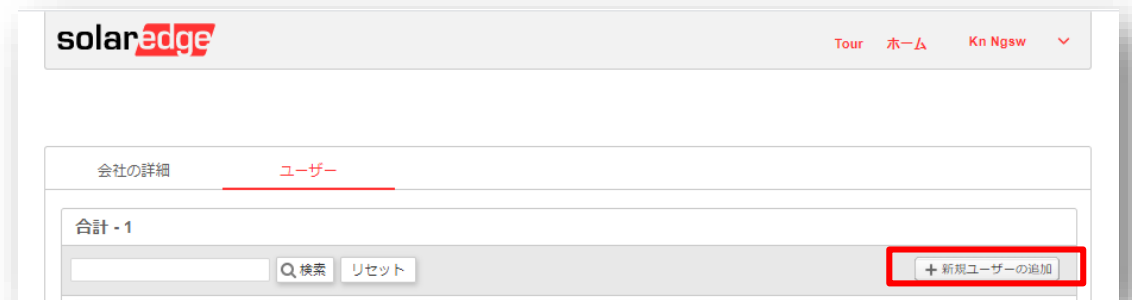 solaredge
Tour ホーム Kn Ngsw
会社の詳細 ユーザー
合計 - 1
検索 リセット + 新規ユーザーの追加